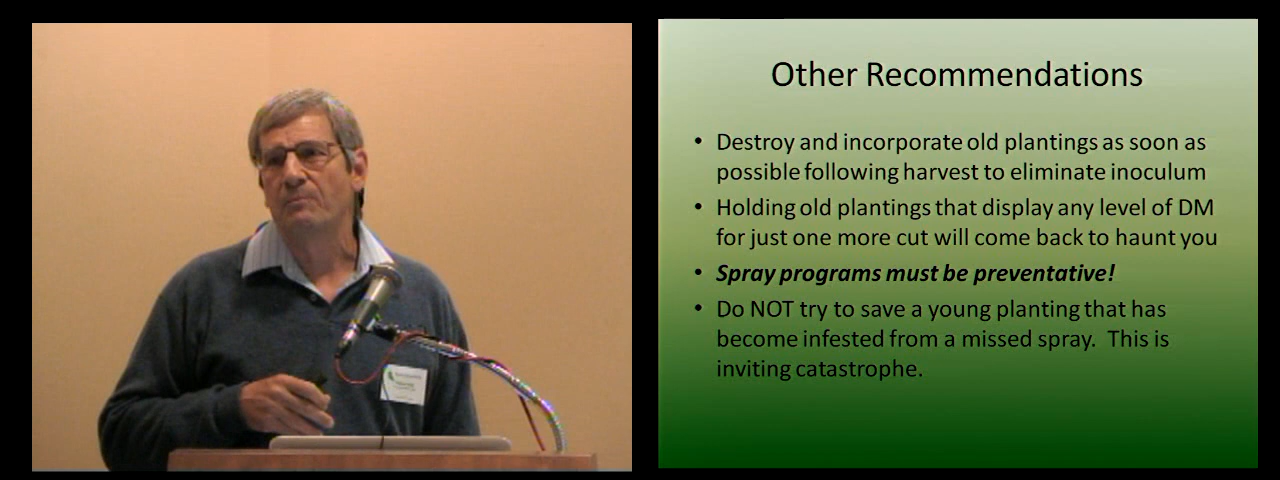 Other Recommendations
• Destroy and incorporate old plantings as soon as
possible following harvest to eliminate inoculum
• Holding old plantings that display any level of DM
for just one more cut will come back to haunt you
• Spray programs must be preventative!
• Do NOT try to save a young planting that has
become infested from a missed spray.  This is
inviting catastrophe.